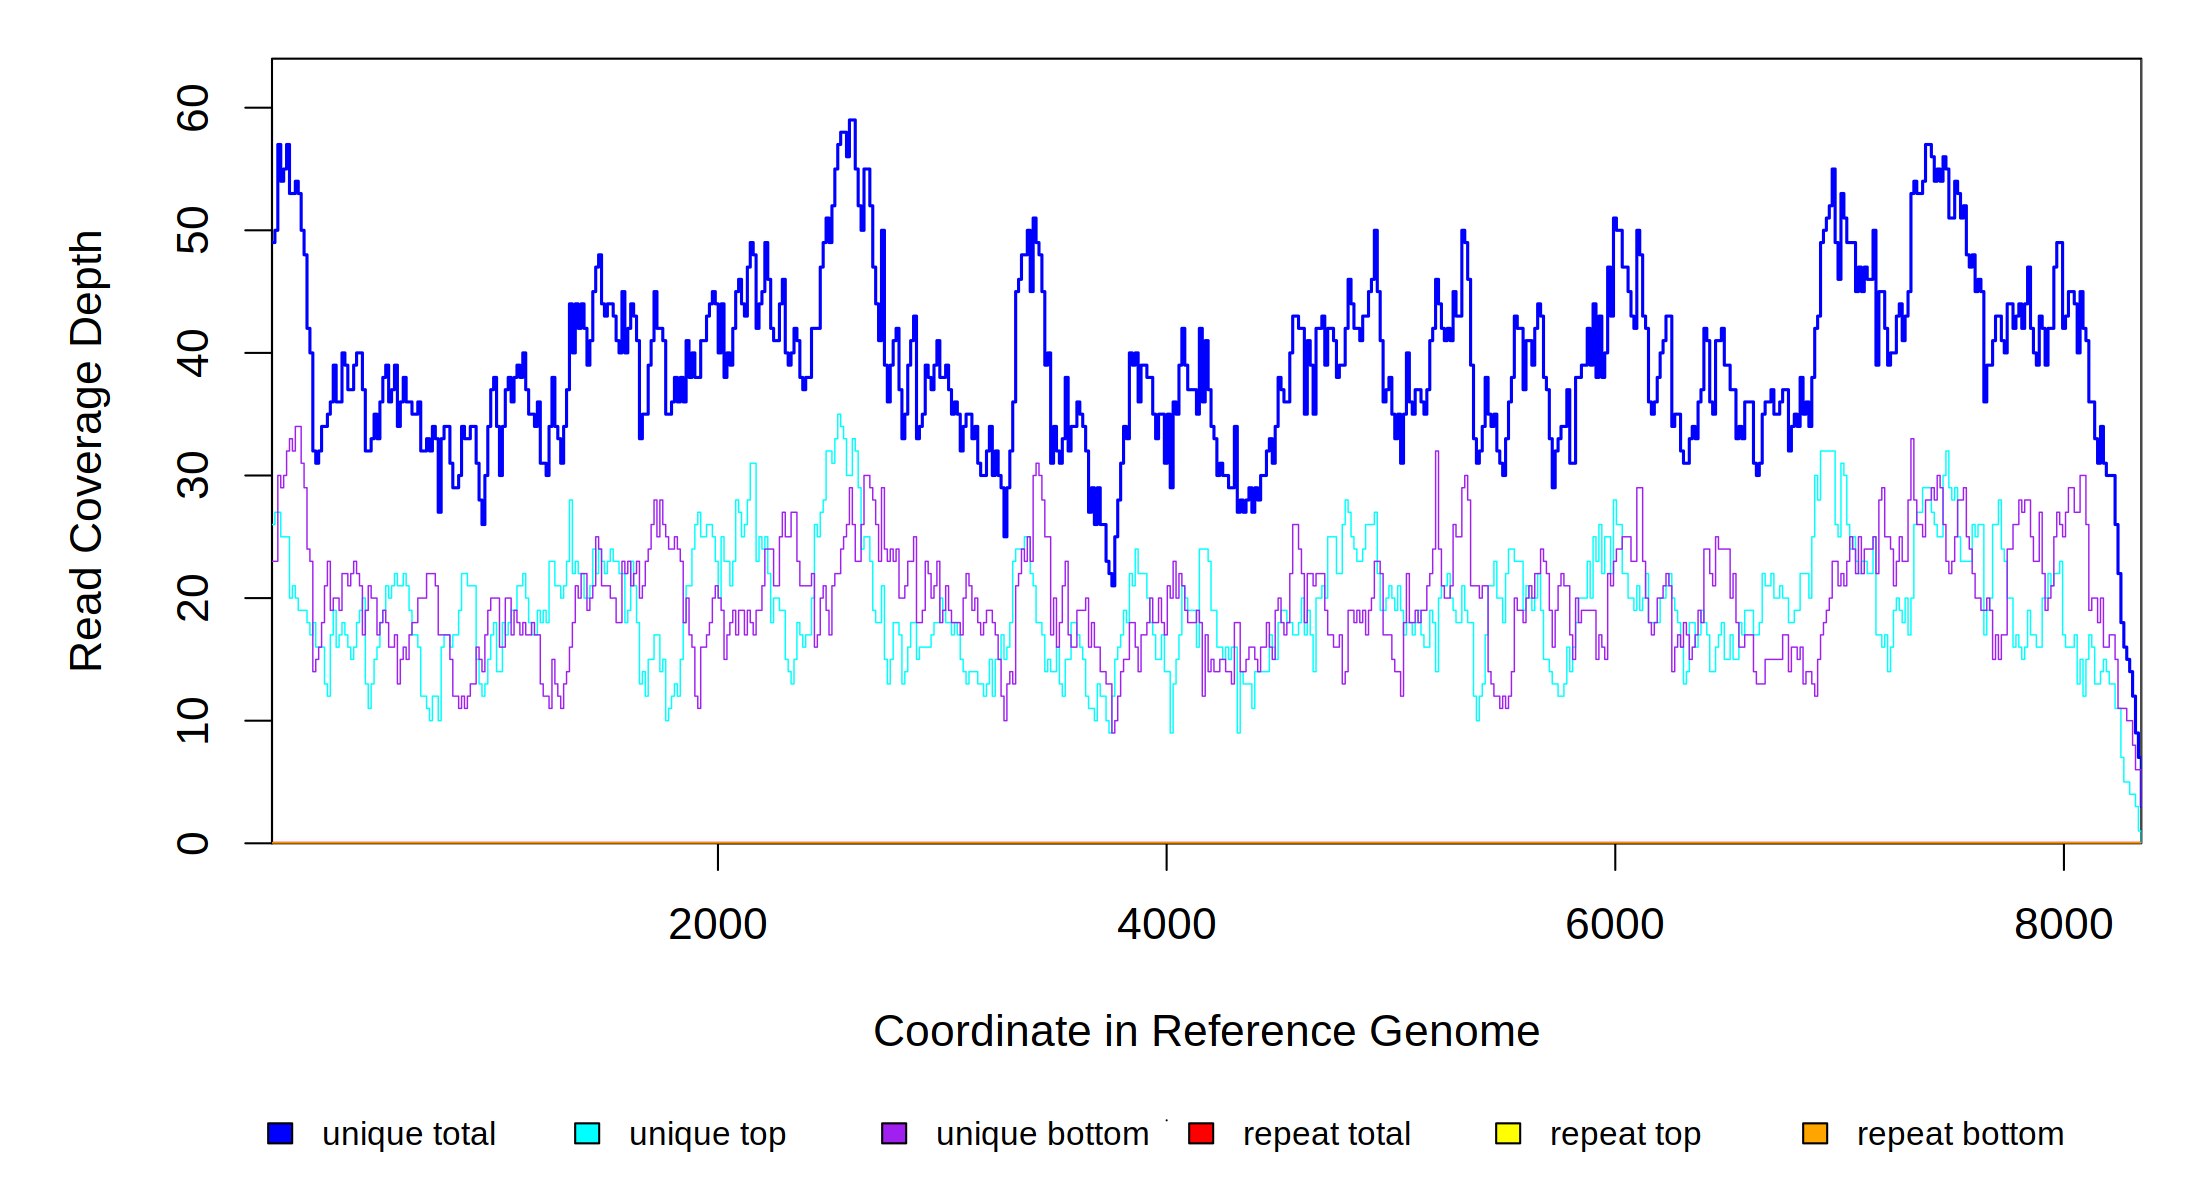 60
50
40
30
20
10
0
Read Coverage Depth
2000 4000 6000 8000
Coordinate in Reference Genome
unique total unique top unique bottom repeat total repeat top repeat bottom